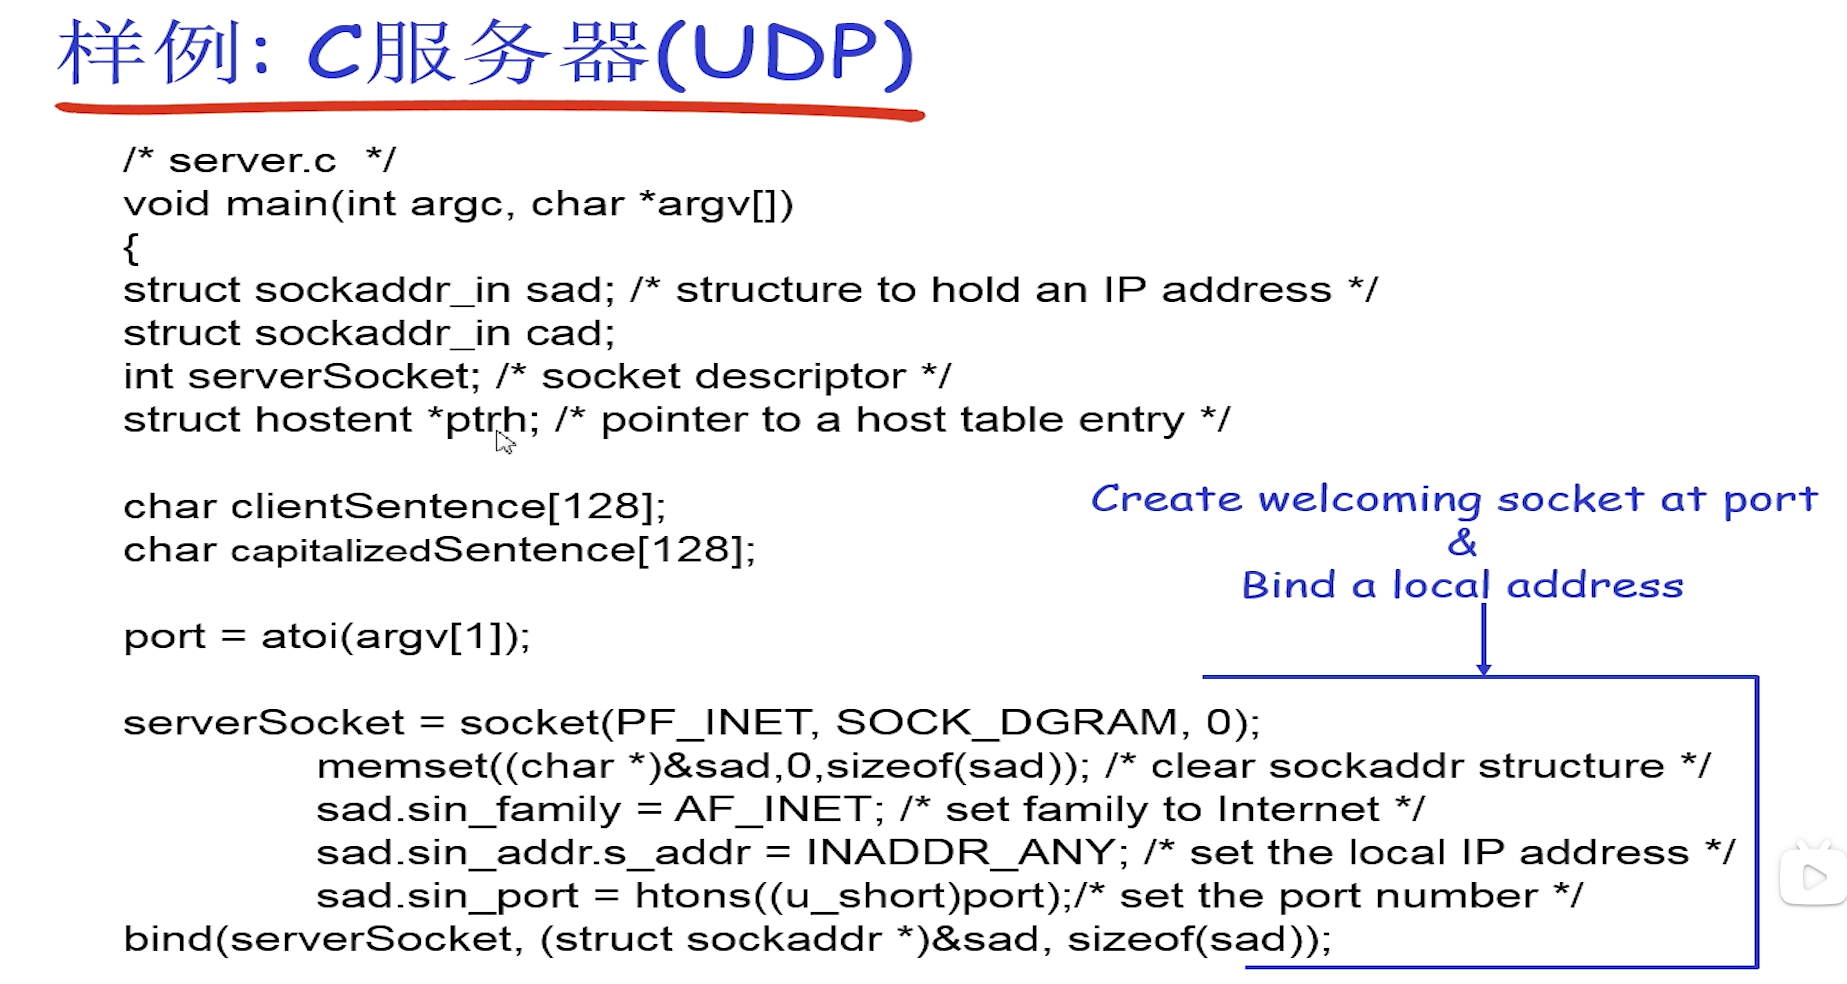 样例: C服务器(UDP)
/* server.c  */
void main(int argc, char *argv[])
{
struct sockaddr_in sad; /* structure to hold an IP address */
struct sockaddr_in cad;
int serverSocket; /* socket descriptor */
struct hostent *ptrh; /* pointer to a host table entry */
char clientSentence[128];
char capitalizedSentence[128];
port = atoi(argv[1]);
Create welcoming socket at port
&
Bind a local address
serverSocket = socket(PF_INET, SOCK_DGRAM, 0);
memset((char *)&sad,0,sizeof(sad)); /* clear sockaddr structure */
sad.sin_family = AF_INET; /* set family to Internet */
sad.sin_addr.s_addr = INADDR_ANY; /* set the local IP address */
sad.sin_port = htons((u_short)port);/* set the port number */
bind(serverSocket, (struct sockaddr *)&sad, sizeof(sad));